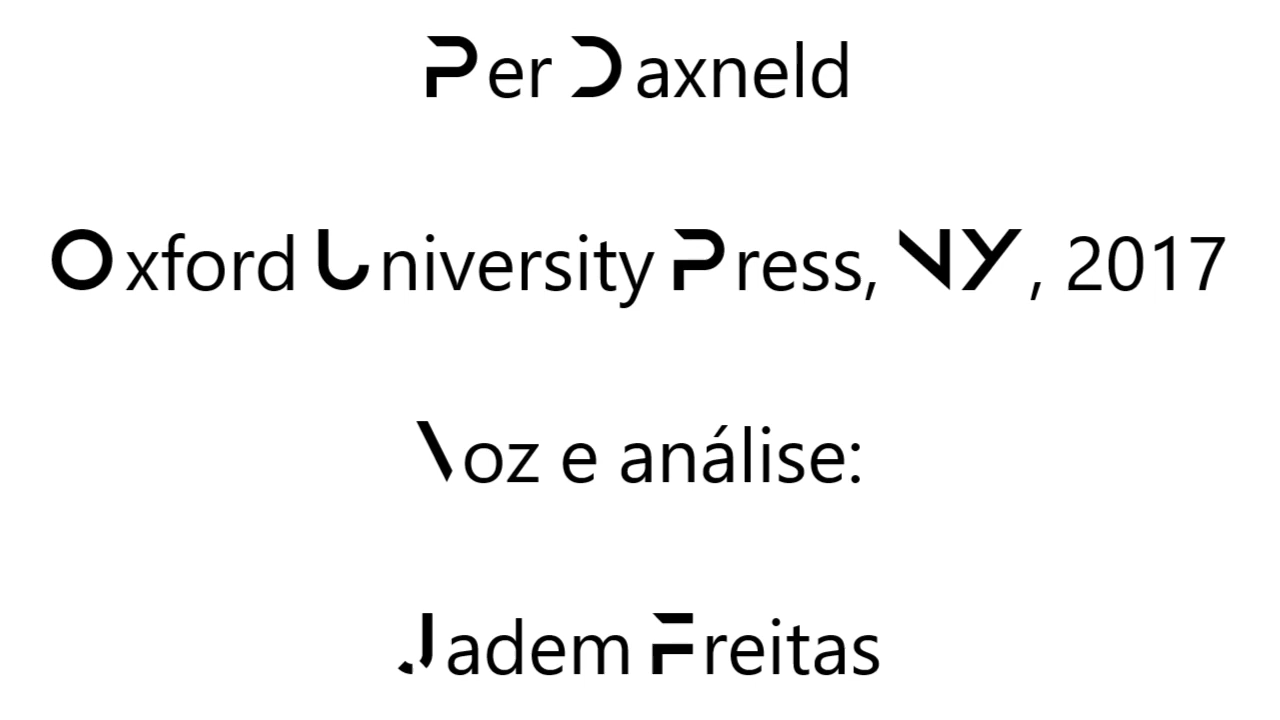 Per Daxneld
Oxford University Press, NY, 2017
Voz e análise:
Jadem Freitas